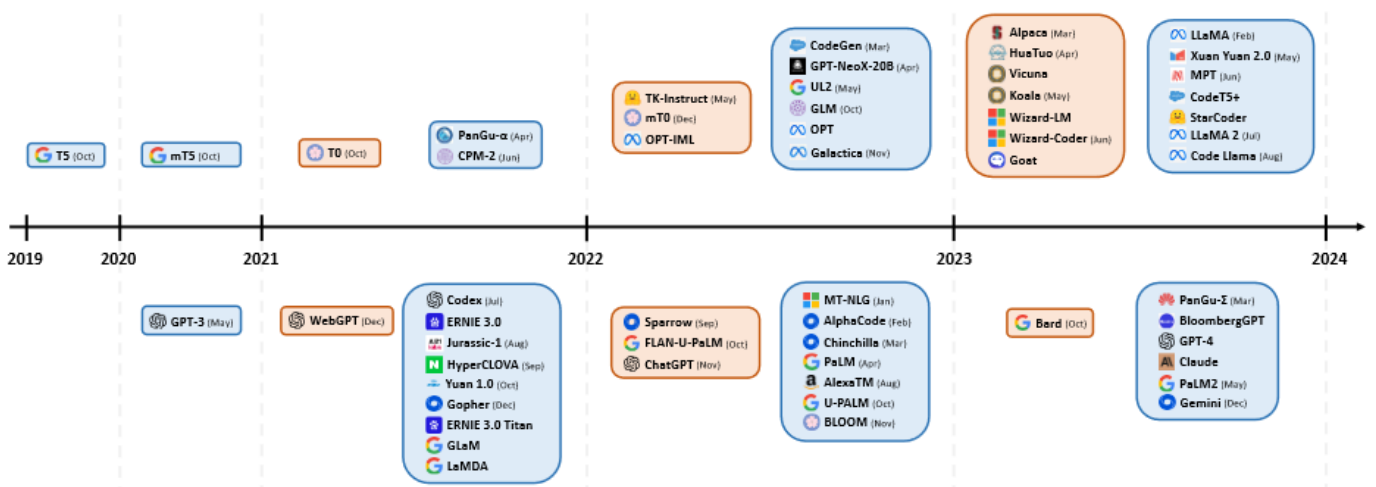 T5 (Oct)
mT5 (Oct)
T0 (Oct)
PanGu-α (Apr)
CPM-2 (Jun)
TK-Instruct (May)
mT0 (Dec)
OPT-IML
CodeGen (Mar)
GPT-NeoX-20B (Apr)
UL2 (May)
GLM (Oct)
OPT
Galactica (Nov)
Alpaca (Mar)
HuaTuo (Apr)
Vicuna
Koala (May)
Wizard-LM
Wizard-Coder (Jun)
Goat
LLaMA (Feb)
Xuan Yuan 2.0 (May)
MPT (Jun)
CodeT5+
StarCoder
LLaMA 2 (Jul)
Code Llama (Aug)
2019
2020
2021
2022
2023
2024
GPT-3 (May)
WebGPT (Dec)
Codex (Jul)
ERNIE 3.0
Jurassic-1 (Aug)
HyperCLOVA (Sep)
Yuan 1.0 (Oct)
Gopher (Dec)
ERNIE 3.0 Titan
GLaM
LaMDA
Sparrow (Sep)
FLAN-U-PaLM (Oct)
ChatGPT (Nov)
MT-NLG (Jan)
AlphaCode (Feb)
Chinchilla (Mar)
PaLM (Apr)
AlexaTM (Aug)
U-PALM (Oct)
BLOOM (Nov)
Bard (Oct)
PanGu-Σ (Mar)
BloombergGPT
GPT-4
Claude
PaLM2 (May)
Gemini (Dec)